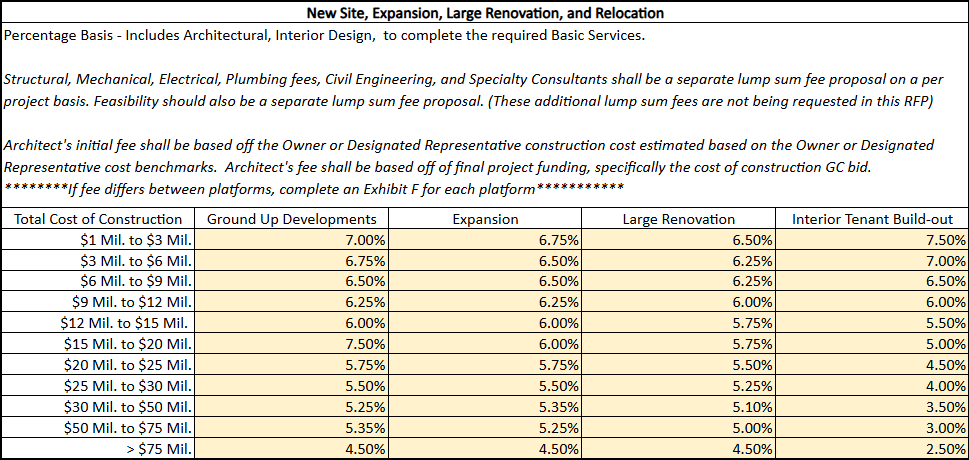 New Site, Expansion, Large Renovation, and Relocation
Percentage Basis - Includes Architectural, Interior Design,  to complete the required Basic Services.
Structural, Mechanical, Electrical, Plumbing fees, Civil Engineering, and Specialty Consultants shall be a separate lump sum fee proposal on a per
project basis. Feasibility should also be a separate lump sum fee proposal. (These additional lump sum fees are not being requested in this RFP)
Architect's initial fee shall be based off the Owner or Designated Representative construction cost estimated based on the Owner or Designated
Representative cost benchmarks.  Architect's fee shall be based off of final project funding, specifically the cost of construction GC bid.
********If fee differs between platforms, complete an Exhibit F for each platform***********
Total Cost of Construction Ground Up Developments Expansion Large Renovation Interior Tenant Build-out
$1 Mil. to $3 Mil. 7.00% 6.75% 6.50% 7.50%
$3 Mil. to $6 Mil. 6.75% 6.50% 6.25% 7.00%
$6 Mil. to $9 Mil. 6.50% 6.50% 6.25% 6.50%
$9 Mil. to $12 Mil. 6.25% 6.25% 6.00% 6.00%
$12 Mil. to $15 Mil. 6.00% 6.00% 5.75% 5.50%
$15 Mil. to $20 Mil. 7.50% 6.00% 5.75% 5.00%
$20 Mil. to $25 Mil. 5.75% 5.75% 5.50% 4.50%
$25 Mil. to $30 Mil. 5.50% 5.50% 5.25% 4.00%
$30 Mil. to $50 Mil. 5.25% 5.35% 5.10% 3.50%
$50 Mil. to $75 Mil. 5.35% 5.25% 5.00% 3.00%
> $75 Mil. 4.50% 4.50% 4.50% 2.50%